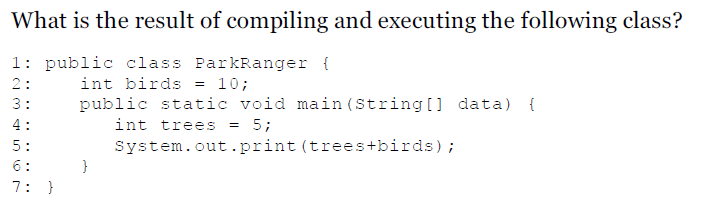 What is the result of compiling and executing the following class?
1: public class ParkRanger {
2:    int birds = 10;
3:    public static void main(String[] data) {
4:       int trees = 5;
5:       System.out.print(trees+birds);
6:    }
7: }